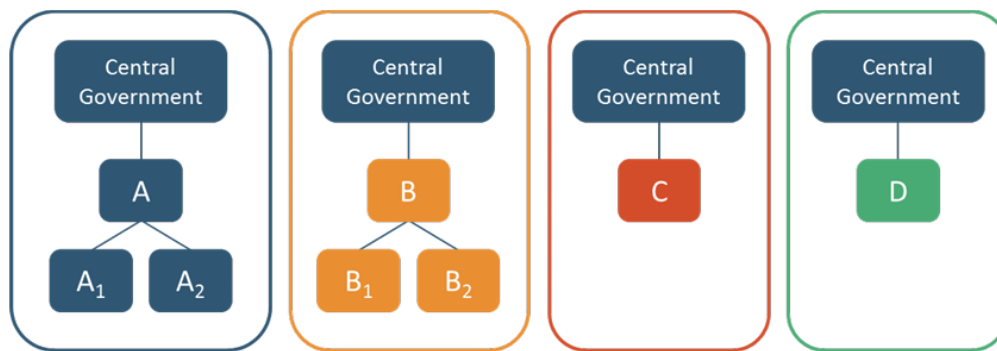 Central
Government
Central
Government
Central
Government
Central
Government
A
B
C
D
A₁
A₂
B₁
B₂